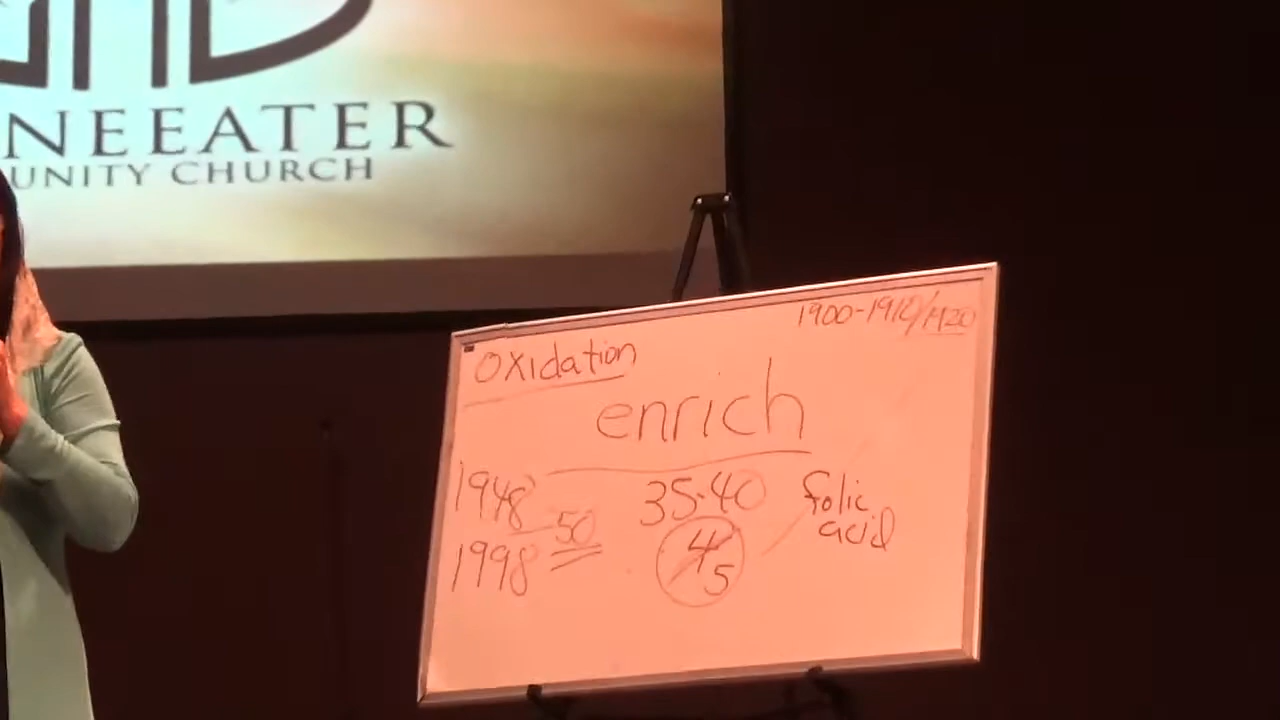 NEEATER
UNITY CHURCH
1900-1910/1920
Oxidation
enrich
1948
50
1998
35-40
4/5
folic
acid